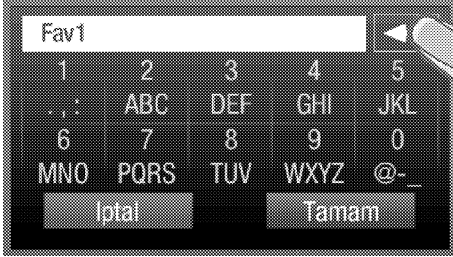 Fav1
1 2 3 4 5
. , : ABC DEF GHI JKL
6 7 8 9 0
MNO PQRS TUV WXYZ @-_
İptal Tamam